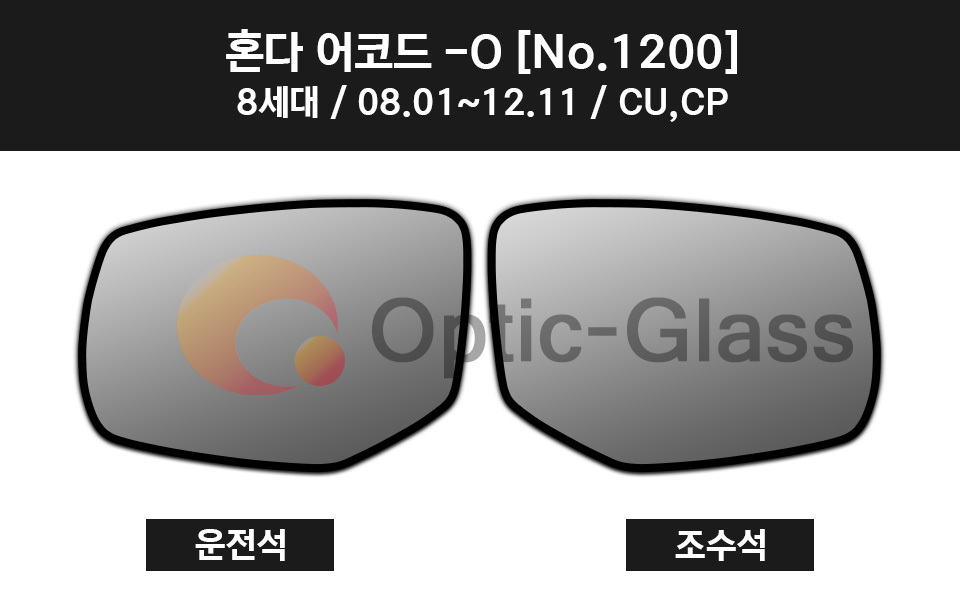 혼다 어코드 -O [No.1200]
8세대 / 08.01~12.11 / CU,CP
Optic-Glass
운전석
조수석